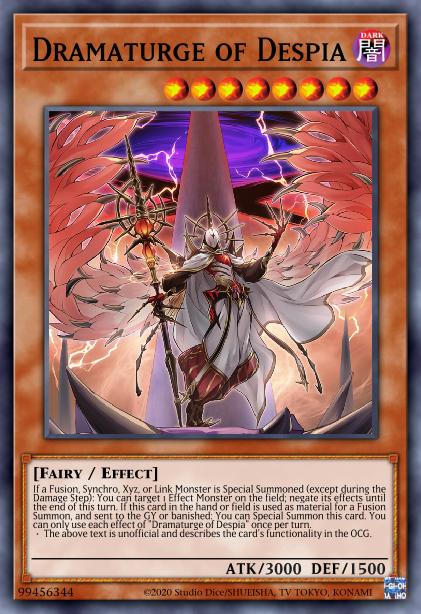 DRAMATURGE OF DESPIA
DARK
闇
[FAIRY / EFFECT]
If a Fusion, Synchro, Xyz, or Link Monster is Special Summoned (except during the
Damage Step): You can target 1 Effect Monster on the field; negate its effects until
the end of this turn. If this card in the hand or field is used as material for a Fusion
Summon, and sent to the GY or banished: You can Special Summon this card. You
can only use each effect of "Dramaturge of Despia" once per turn.
・ The above text is unofficial and describes the card's functionality in the OCG.
ATK/3000 DEF/1500
99456344
©2020 Studio Dice/SHUEISHA, TV TOKYO, KONAMI